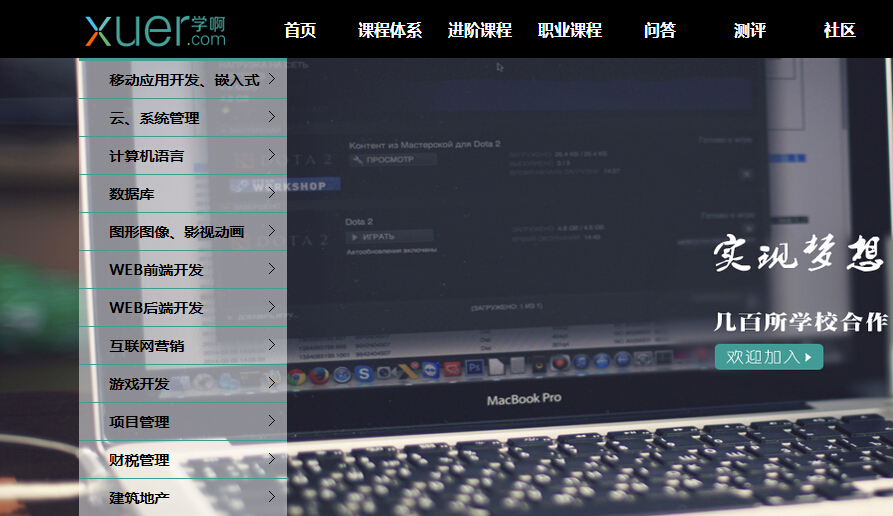 xuer学啊.com
首页 课程体系 进阶课程 职业课程 问答 测评 社区
移动应用开发、嵌入式
云、系统管理
计算机语言
数据库
图形图像、影视动画
WEB前端开发
WEB后端开发
互联网营销
游戏开发
项目管理
财税管理
建筑地产
Контент из Мастерской для Dota 2
ПРОСМОТР
DOTA 2
WORKSHOP
Dota 2
ИГРАТЬ
Автообновления включены
DOTA 2
MacBook Pro
实现梦想
几百所学校合作
欢迎加入